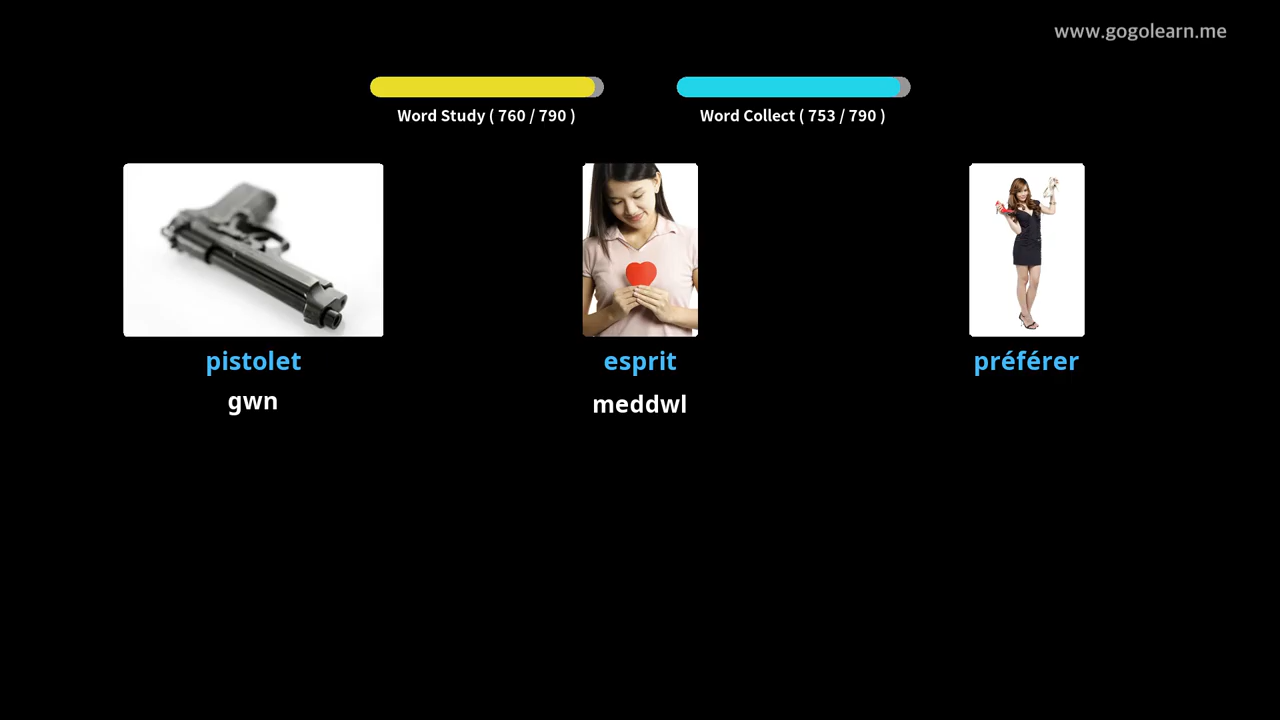 www.gogolearn.me
Word Study ( 760 / 790 )
Word Collect ( 753 / 790 )
pistolet
gwn
esprit
meddwl
préférer